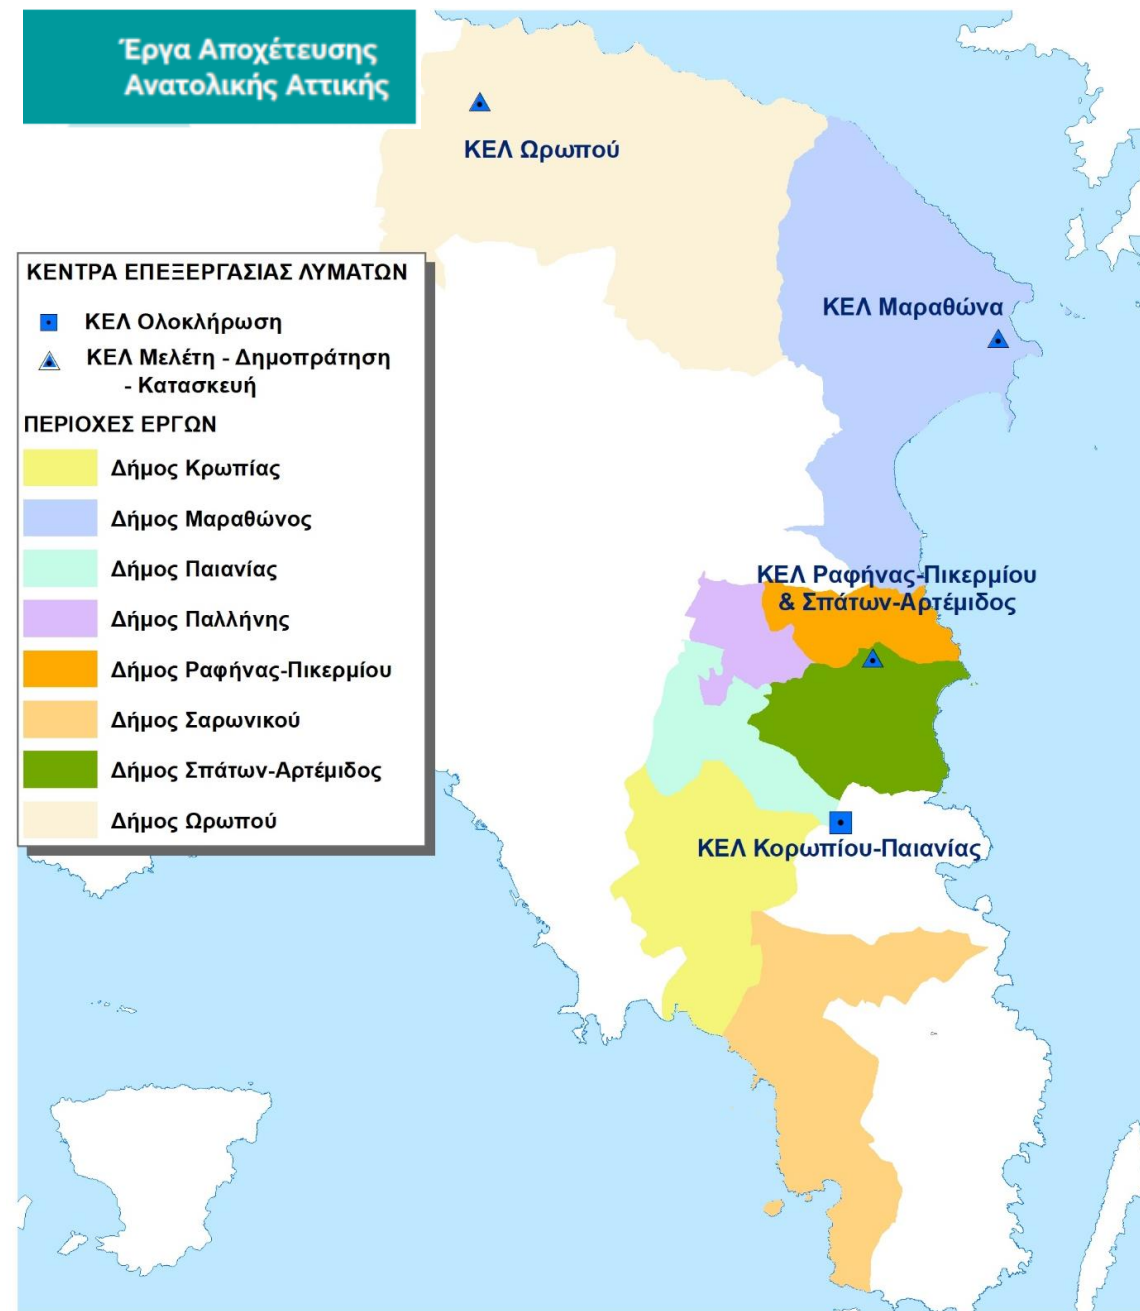 Έργα Αποχέτευσης
Ανατολικής Αττικής
ΚΕΛ Ωρωπού
ΚΕΝΤΡΑ ΕΠΕΞΕΡΓΑΣΙΑΣ ΛΥΜΑΤΩΝ
ΚΕΛ Ολοκλήρωση
ΚΕΛ Μελέτη - Δημοπράτηση
- Κατασκευή
ΠΕΡΙΟΧΕΣ ΕΡΓΩΝ
Δήμος Κρωπίας
Δήμος Μαραθώνος
Δήμος Παιανίας
Δήμος Παλλήνης
Δήμος Ραφήνας-Πικερμίου
Δήμος Σαρωνικού
Δήμος Σπάτων-Αρτέμιδος
Δήμος Ωρωπού
ΚΕΛ Μαραθώνα
ΚΕΛ Ραφήνας-Πικερμίου
& Σπάτων-Αρτέμιδος
ΚΕΛ Κορωπίου-Παιανίας